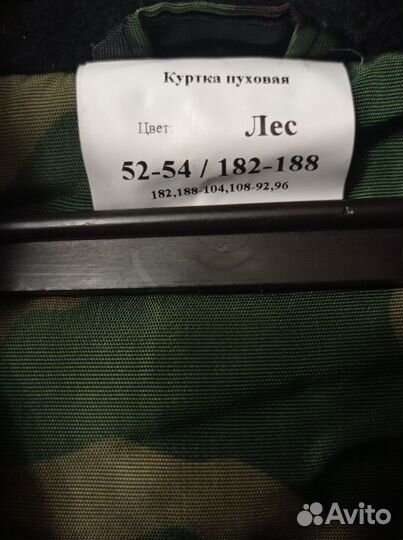 Куртка пуховая
Цвет: Лес
52-54 / 182-188
182,188-104,108-92,96
Avito